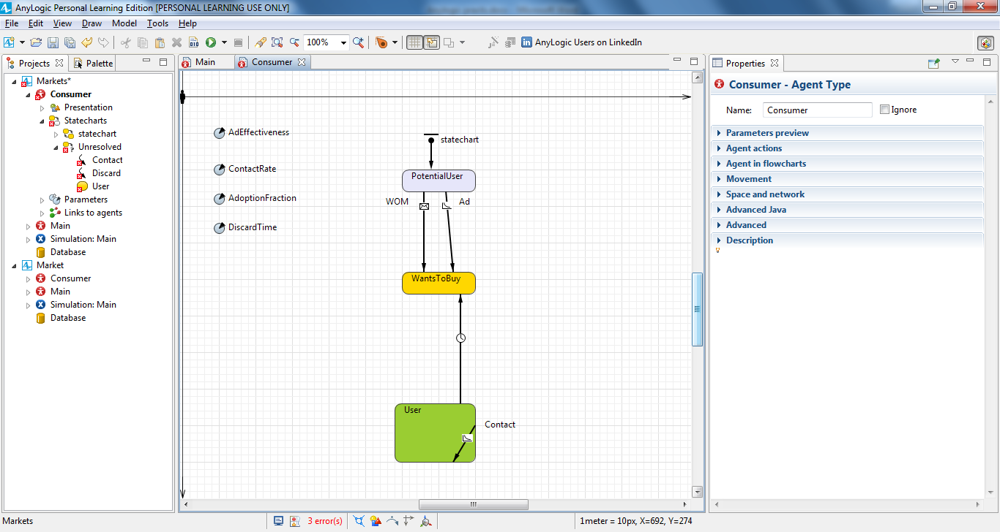 AnyLogic Personal Learning Edition [PERSONAL LEARNING USE ONLY]
File Edit View Draw Model Tools Help
100% AnyLogic Users on LinkedIn
Projects Palette
Markets*
Consumer
Presentation
Statecharts
statechart
Unresolved
Contact
Discard
User
Parameters
Links to agents
Main
Simulation: Main
Database
Market
Consumer
Main
Simulation: Main
Database
Main Consumer
AdEffectiveness
ContactRate
AdoptionFraction
DiscardTime
statechart
PotentialUser
WOM Ad
WantsToBuy
User
Contact
Properties
Consumer - Agent Type
Name: Consumer Ignore
Parameters preview
Agent actions
Agent in flowcharts
Movement
Space and network
Advanced Java
Advanced
Description
Markets 3 error(s) 1meter = 10px, X=692, Y=274